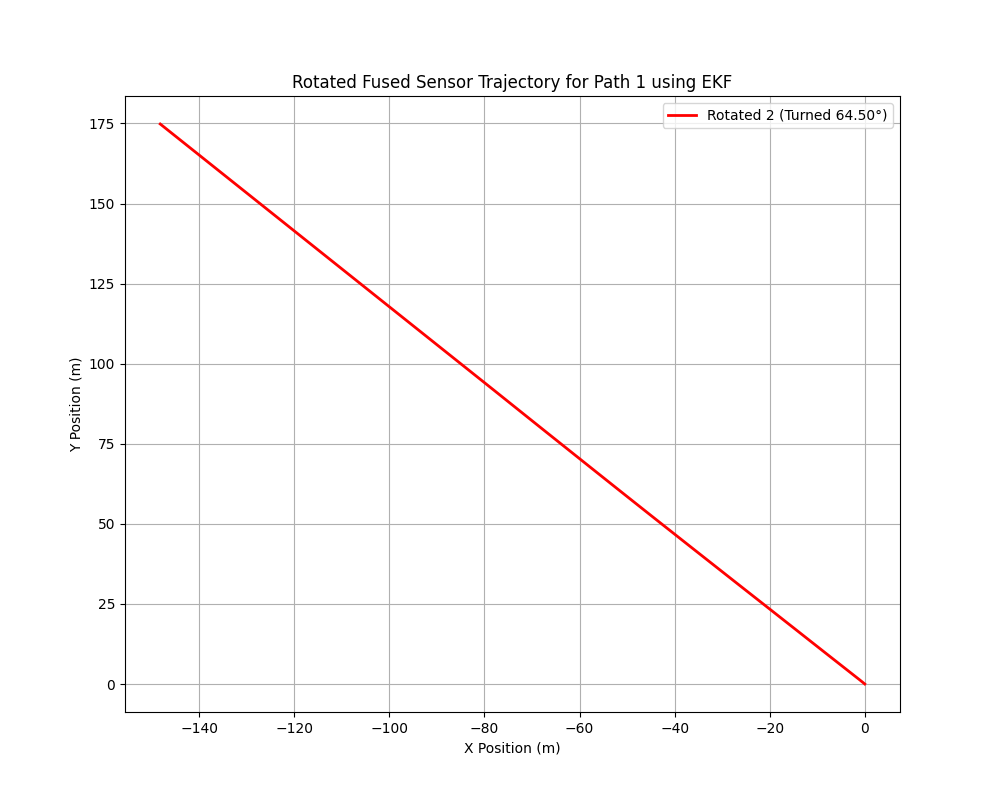 Rotated Fused Sensor Trajectory for Path 1 using EKF
Rotated 2 (Turned 64.50°)
175
150
125
100
75
50
25
0
Y Position (m)
−140 −120 −100 −80 −60 −40 −20 0
X Position (m)